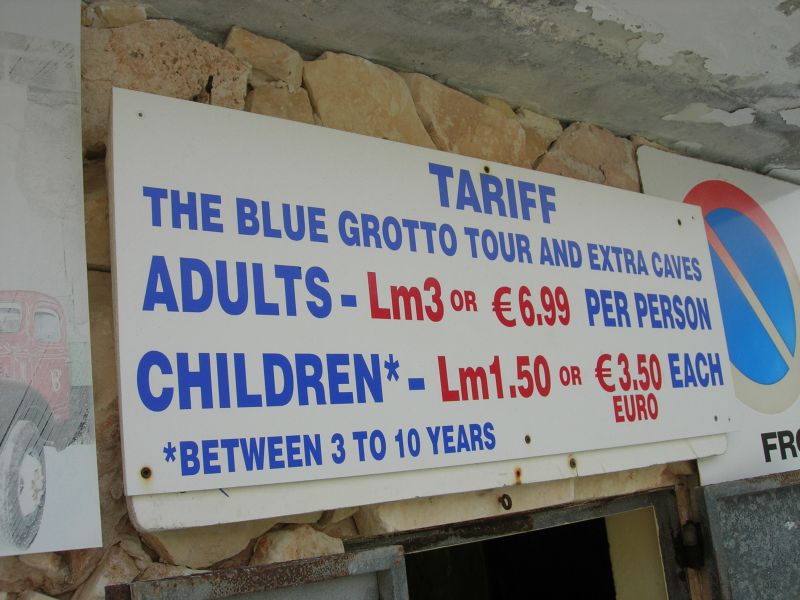 TARIFF
THE BLUE GROTTO TOUR AND EXTRA CAVES
ADULTS - Lm3 OR €6.99 PER PERSON
CHILDREN* - Lm1.50 OR €3.50 EACH
EURO
*BETWEEN 3 TO 10 YEARS